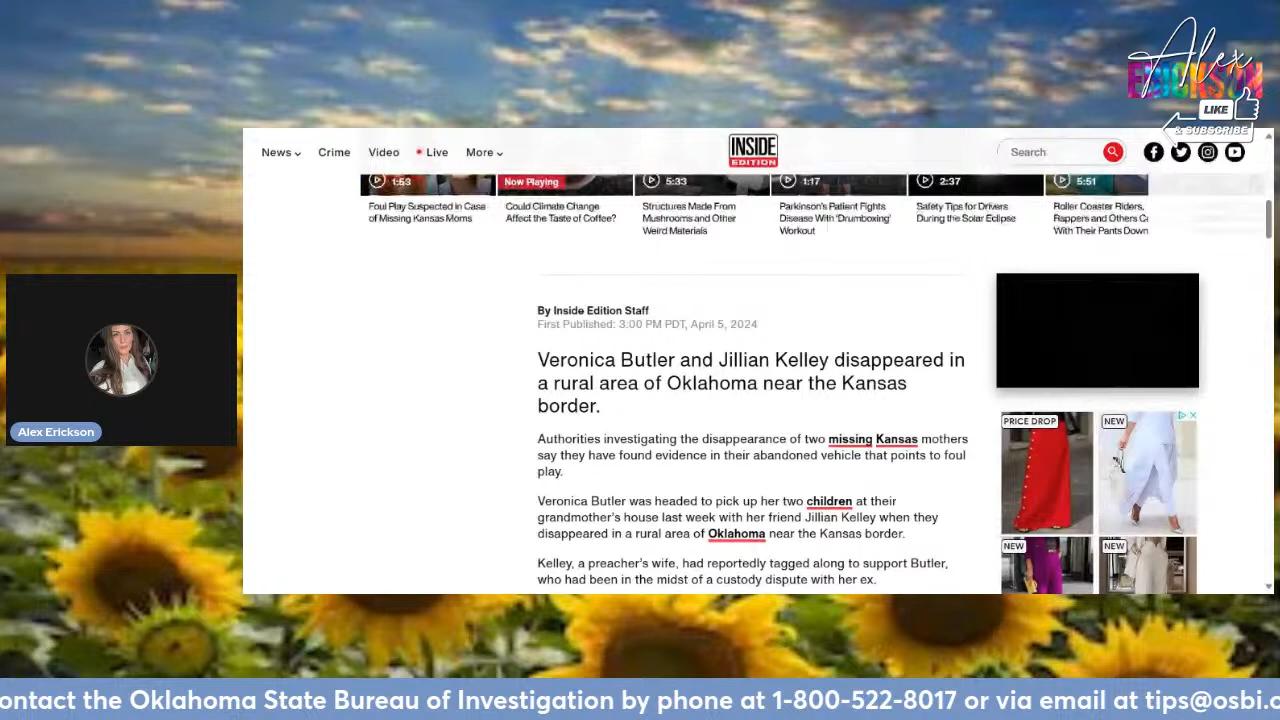 Alex
ERICKSON
LIKE
& SUBSCRIBE
News
Crime
Video
Live
More
INSIDE
EDITION
Search
1:53
Now Playing
5:33
1:17
2:37
5:51
Foul Play Suspected in Case
of Missing Kansas Moms
Could Climate Change
Affect the Taste of Coffee?
Structures Made From
Mushrooms and Other
Weird Materials
Parkinson's Patient Fights
Disease With 'Drumboxing'
Workout
Safety Tips for Drivers
During the Solar Eclipse
Roller Coaster Riders,
Rappers and Others C
With Their Pants Down
By Inside Edition Staff
First Published: 3:00 PM PDT, April 5, 2024
Veronica Butler and Jillian Kelley disappeared in
a rural area of Oklahoma near the Kansas
border.
Authorities investigating the disappearance of two missing Kansas mothers
say they have found evidence in their abandoned vehicle that points to foul
play.
Veronica Butler was headed to pick up her two children at their
grandmother's house last week with her friend Jillian Kelley when they
disappeared in a rural area of Oklahoma near the Kansas border.
Kelley, a preacher's wife, had reportedly tagged along to support Butler,
who had been in the midst of a custody dispute with her ex.
PRICE DROP
NEW
NEW
NEW
Alex Erickson
ontact the Oklahoma State Bureau of Investigation by phone at 1-800-522-8017 or via email at tips@osbi.